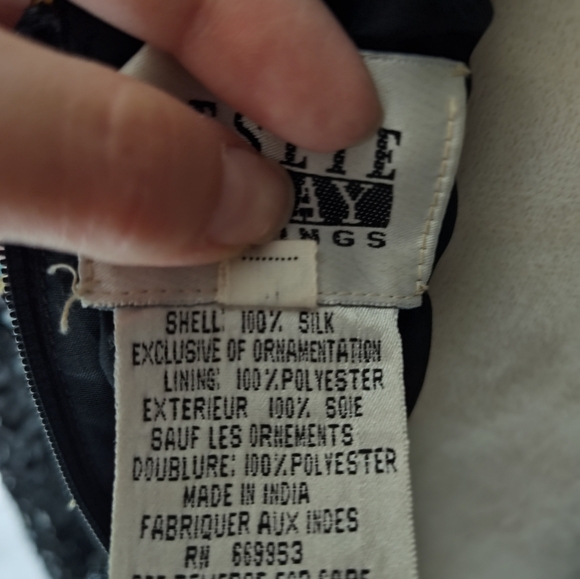 NGS
SHELL: 100% SILK
EXCLUSIVE OF ORNAMENTATION
LINING: 100%POLYESTER
EXTERIEUR 100% SOIE
SAUF LES ORNEMENTS
DOUBLURE: 100%POLYESTER
MADE IN INDIA
FABRIQUER AUX INDES
RN 669953